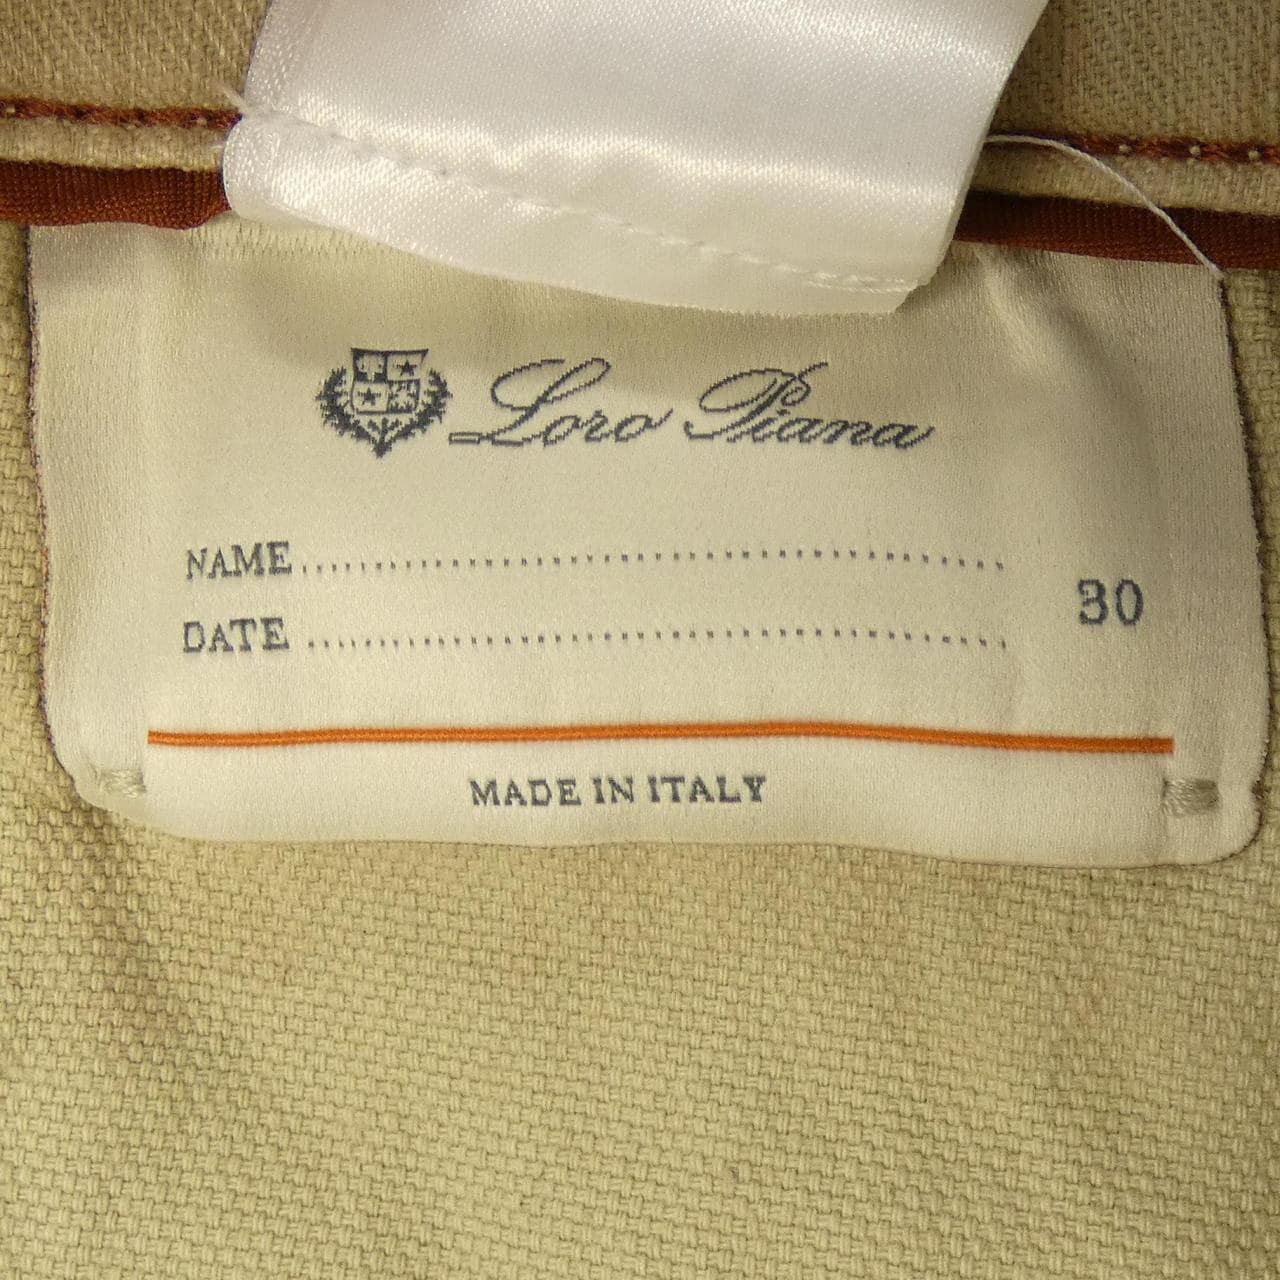 Loro Piana
NAME....................................................
DATE....................................................
30
MADE IN ITALY